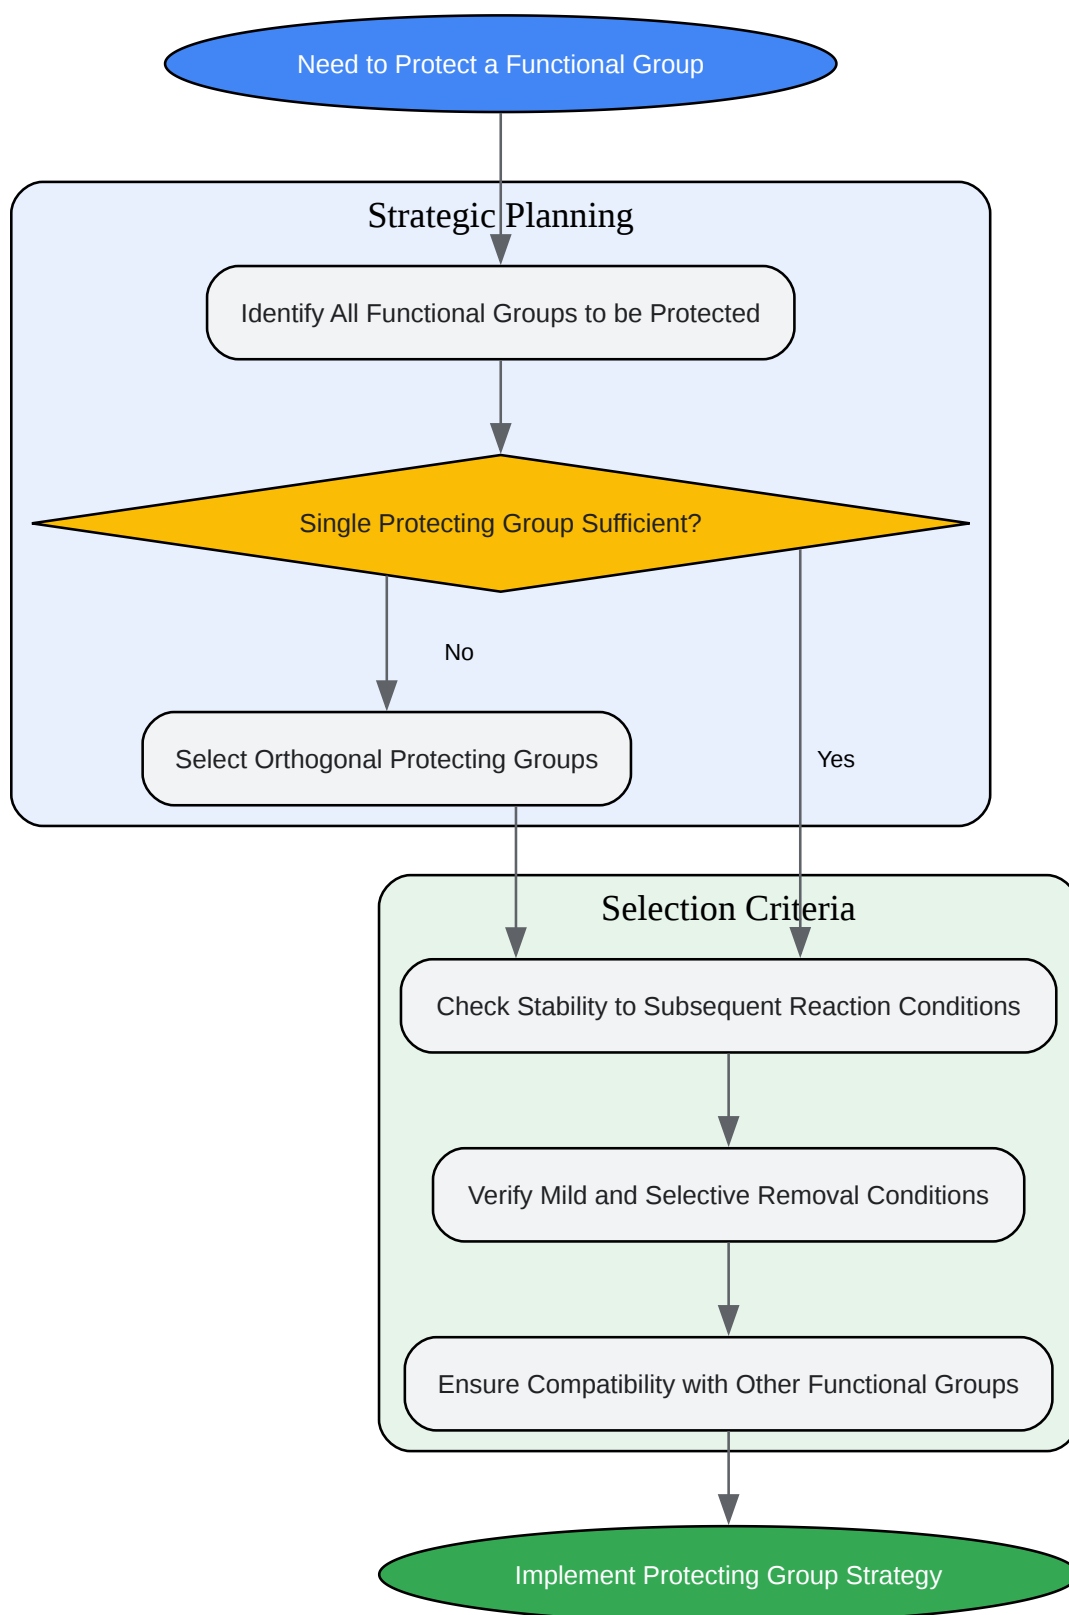 Need to Protect a Functional Group
Strategic Planning
Identify All Functional Groups to be Protected
Single Protecting Group Sufficient?
No
Select Orthogonal Protecting Groups
Yes
Selection Criteria
Check Stability to Subsequent Reaction Conditions
Verify Mild and Selective Removal Conditions
Ensure Compatibility with Other Functional Groups
Implement Protecting Group Strategy